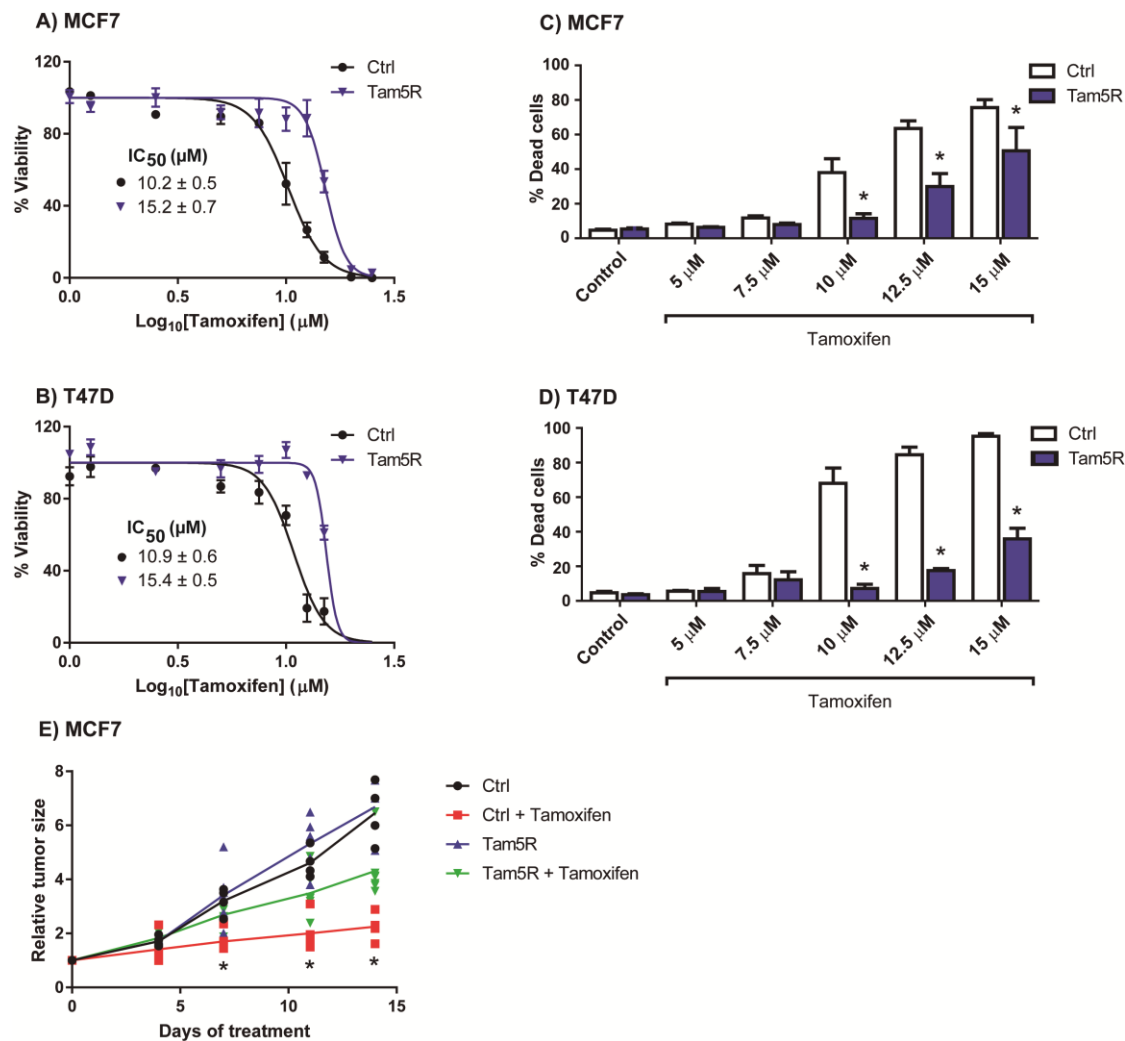 A) MCF7
120
80
40
0
% Viability
Ctrl
Tam5R
IC50 (µM)
10.2 ± 0.5
15.2 ± 0.7
0.0 0.5 1.0 1.5
Log10[Tamoxifen] (µM)
C) MCF7
100
80
60
40
20
0
% Dead cells
Ctrl
Tam5R
* * *
Control 5 µM 7.5 µM 10 µM 12.5 µM 15 µM
Tamoxifen
B) T47D
120
80
40
0
% Viability
Ctrl
Tam5R
IC50 (µM)
10.9 ± 0.6
15.4 ± 0.5
0.0 0.5 1.0 1.5
Log10[Tamoxifen] (µM)
D) T47D
100
80
60
40
20
0
% Dead cells
Ctrl
Tam5R
* * *
Control 5 µM 7.5 µM 10 µM 12.5 µM 15 µM
Tamoxifen
E) MCF7
8
6
4
2
0
Relative tumor size
* * *
0 5 10 15
Days of treatment
Ctrl
Ctrl + Tamoxifen
Tam5R
Tam5R + Tamoxifen